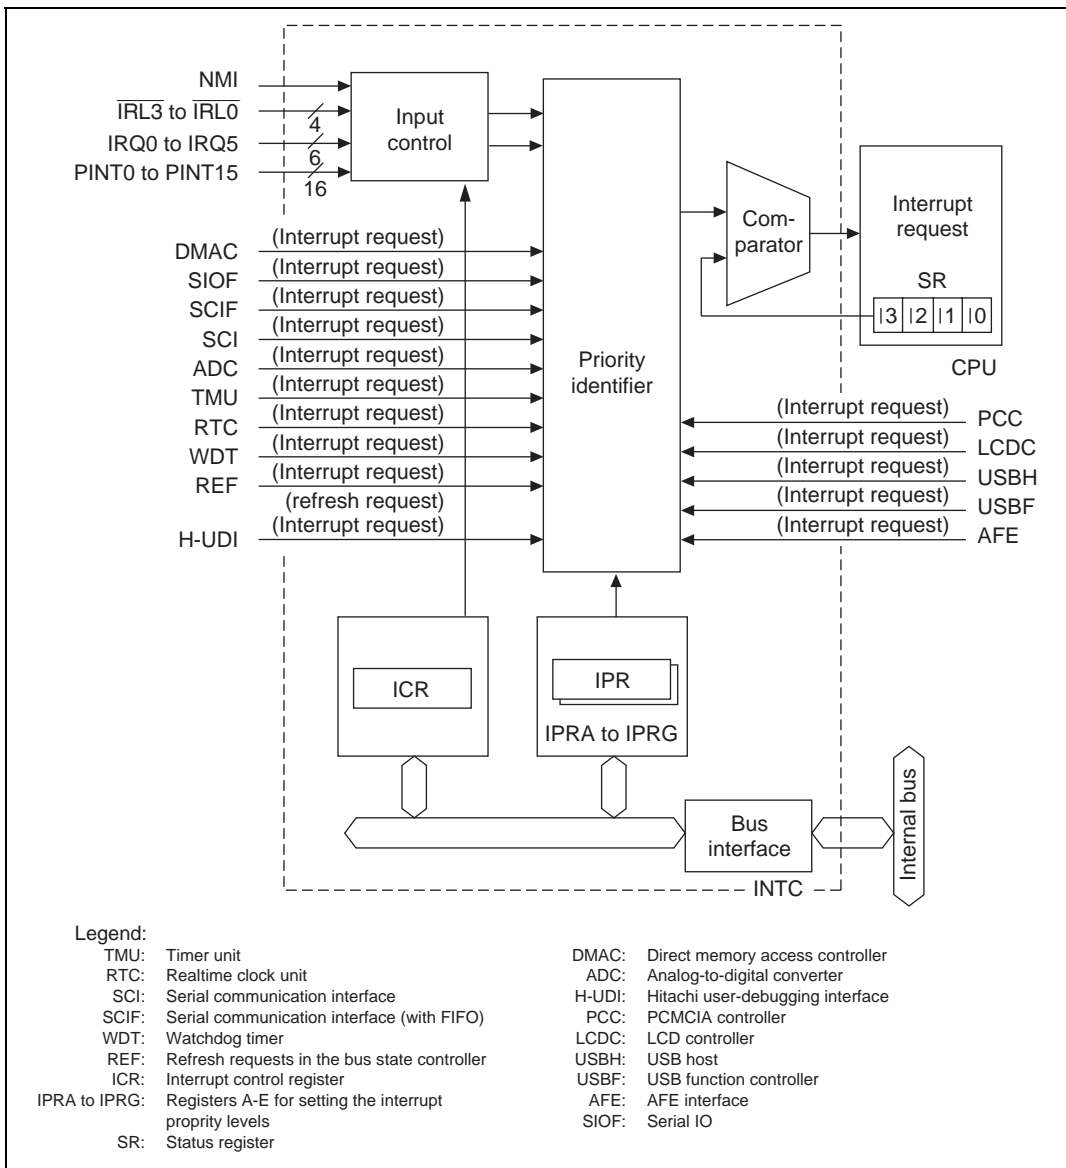 NMI
IRL3 to IRL0
4
IRQ0 to IRQ5
6
PINT0 to PINT15
16
Input
control
DMAC
(Interrupt request)
SIOF
(Interrupt request)
SCIF
(Interrupt request)
SCI
(Interrupt request)
ADC
(Interrupt request)
TMU
(Interrupt request)
RTC
(Interrupt request)
WDT
(Interrupt request)
REF
(Interrupt request)
(refresh request)
H-UDI
(Interrupt request)
Priority
identifier
Com-
parator
Interrupt
request
SR
I3 I2 I1 I0
CPU
(Interrupt request)
PCC
(Interrupt request)
LCDC
(Interrupt request)
USBH
(Interrupt request)
USBF
(Interrupt request)
AFE
ICR
IPR
IPRA to IPRG
Bus
interface
Internal bus
INTC
Legend:
TMU: Timer unit
RTC: Realtime clock unit
SCI: Serial communication interface
SCIF: Serial communication interface (with FIFO)
WDT: Watchdog timer
REF: Refresh requests in the bus state controller
ICR: Interrupt control register
IPRA to IPRG: Registers A-E for setting the interrupt
proprity levels
SR: Status register
DMAC: Direct memory access controller
ADC: Analog-to-digital converter
H-UDI: Hitachi user-debugging interface
PCC: PCMCIA controller
LCDC: LCD controller
USBH: USB host
USBF: USB function controller
AFE: AFE interface
SIOF: Serial IO